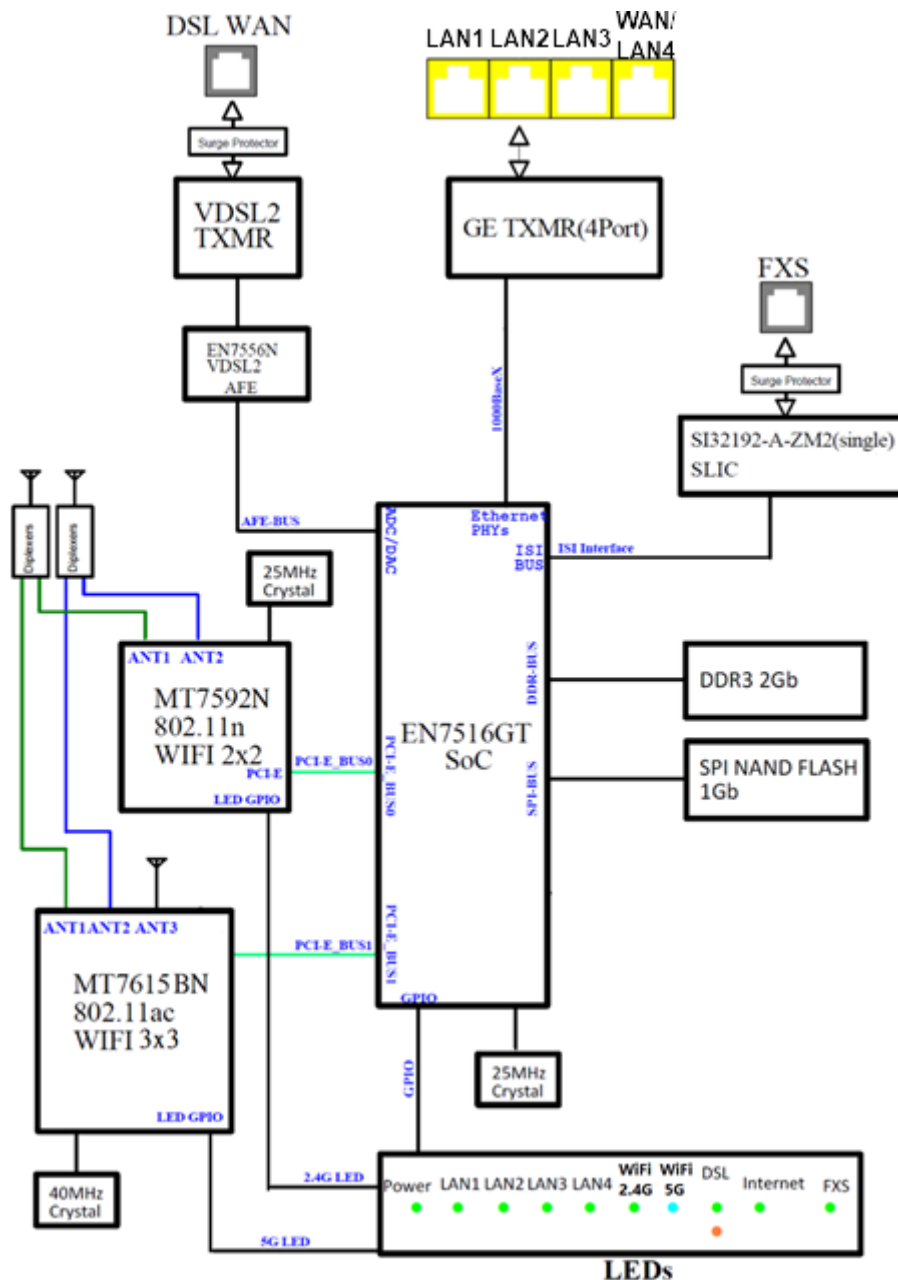 DSL WAN
WAN/
LAN1 LAN2 LAN3 LAN4
Surge Protector
VDSL2
TXMR
GE TXMR(4Port)
FXS
Surge Protector
EN7556N
VDSL2
AFE
1000BaseX
SI32192-A-ZM2(single)
SLIC
Diplexers
Diplexers
AFE-BUS
ADC/DAC
Ethernet
PHYs
ISI
BUS
ISI Interface
25MHz
Crystal
ANT1 ANT2
MT7592N
802.11n
WIFI 2x2
PCI-E
LED GPIO
PCI-E_BUS0
PCI-E_BUS0
EN7516GT
SoC
DDR-BUS
DDR3 2Gb
SPI-BUS
SPI NAND FLASH
1Gb
ANT1ANT2 ANT3
MT7615BN
802.11ac
WIFI 3x3
LED GPIO
PCI-E_BUS1
PCI-E_BUS1
GPIO
GPIO
25MHz
Crystal
40MHz
Crystal
2.4G LED
5G LED
Power LAN1 LAN2 LAN3 LAN4 WiFi 2.4G WiFi 5G DSL Internet FXS
LEDs